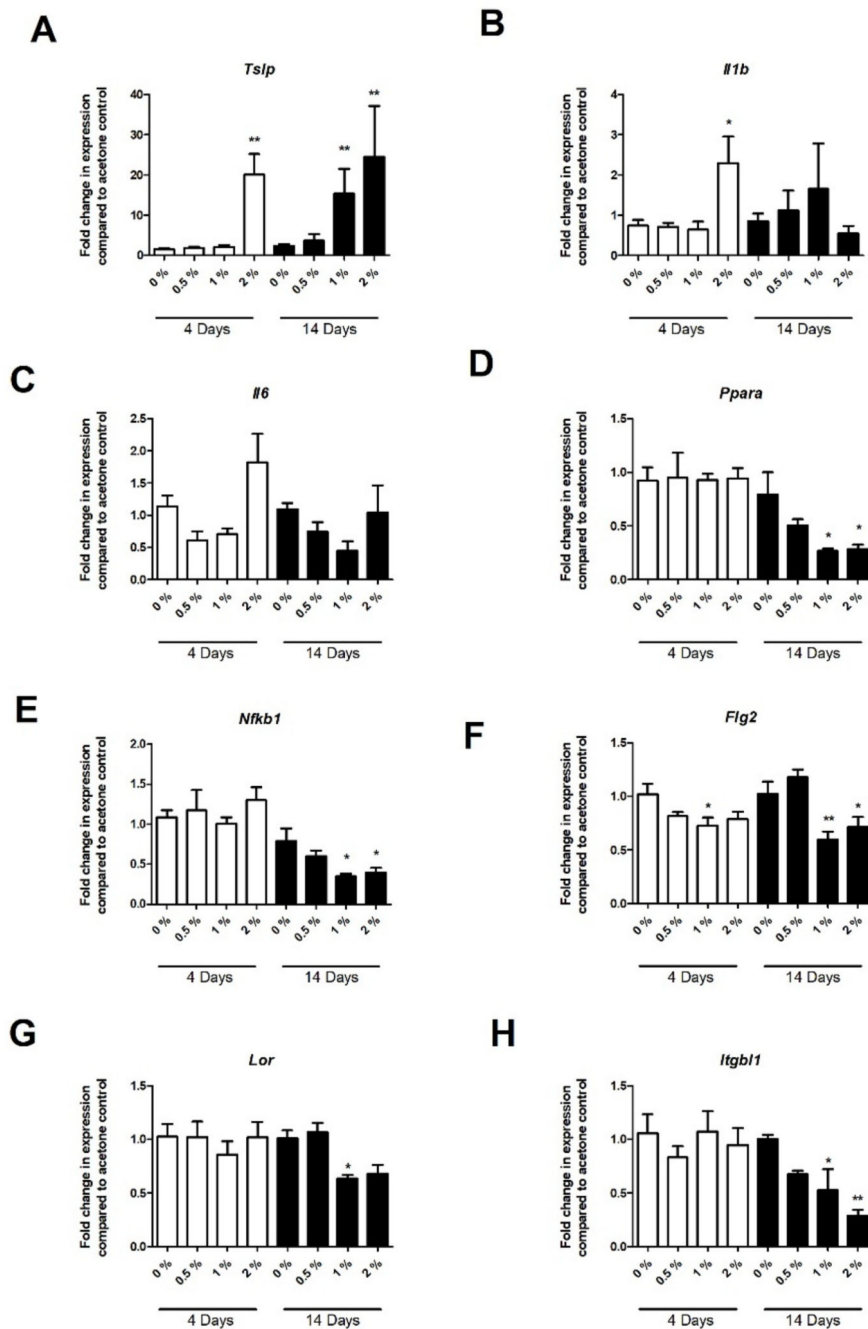 A
Tslp
Fold change in expression
compared to acetone control
40
30
20
10
0
**
**
**
0 %
0.5 %
1 %
2 %
0 %
0.5 %
1 %
2 %
4 Days
14 Days
B
Il1b
Fold change in expression
compared to acetone control
4
3
2
1
0
*
0 %
0.5 %
1 %
2 %
0 %
0.5 %
1 %
2 %
4 Days
14 Days
C
Il6
Fold change in expression
compared to acetone control
2.5
2.0
1.5
1.0
0.5
0.0
0 %
0.5 %
1 %
2 %
0 %
0.5 %
1 %
2 %
4 Days
14 Days
D
Ppara
Fold change in expression
compared to acetone control
1.5
1.0
0.5
0.0
*
*
0 %
0.5 %
1 %
2 %
0 %
0.5 %
1 %
2 %
4 Days
14 Days
E
Nfkb1
Fold change in expression
compared to acetone control
2.0
1.5
1.0
0.5
0.0
*
*
0 %
0.5 %
1 %
2 %
0 %
0.5 %
1 %
2 %
4 Days
14 Days
F
Flg2
Fold change in expression
compared to acetone control
1.5
1.0
0.5
0.0
*
**
*
0 %
0.5 %
1 %
2 %
0 %
0.5 %
1 %
2 %
4 Days
14 Days
G
Lor
Fold change in expression
compared to acetone control
1.5
1.0
0.5
0.0
*
0 %
0.5 %
1 %
2 %
0 %
0.5 %
1 %
2 %
4 Days
14 Days
H
Itgbl1
Fold change in expression
compared to acetone control
1.5
1.0
0.5
0.0
*
**
0 %
0.5 %
1 %
2 %
0 %
0.5 %
1 %
2 %
4 Days
14 Days